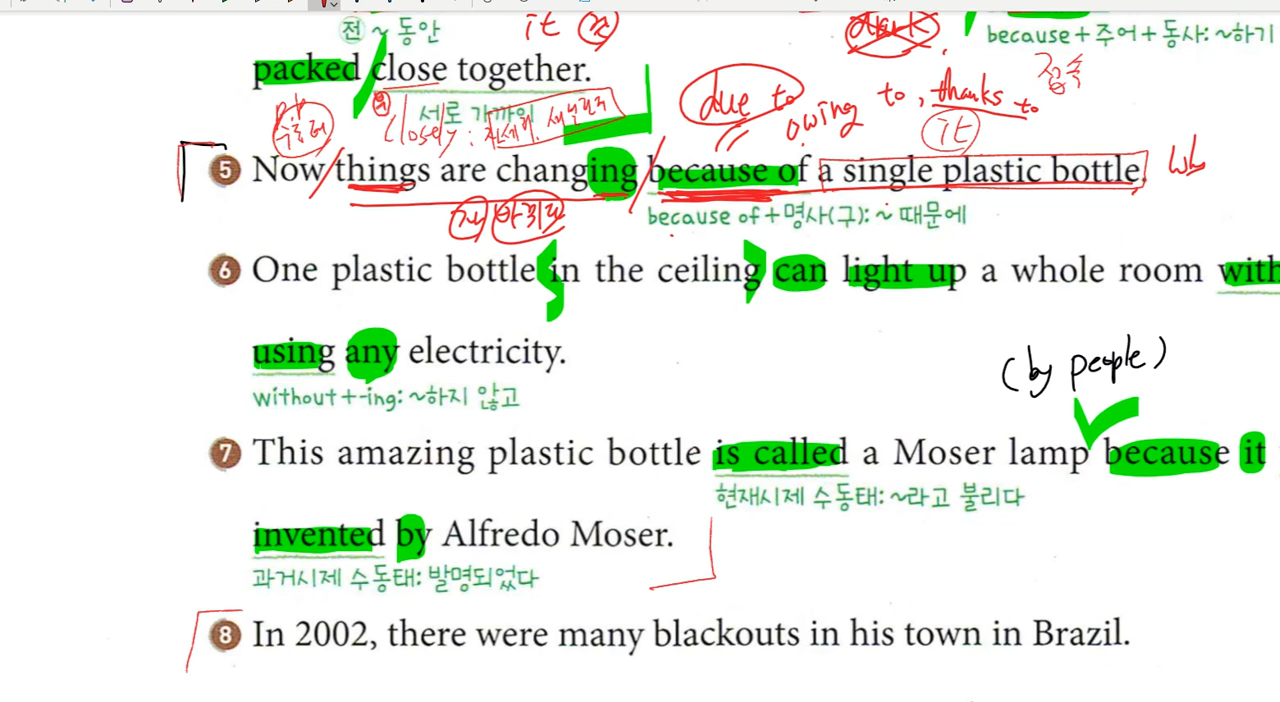 전 ~ 동안
it
because+주어+동사: ~하기
packed close together.
서로 가까이
Closely
due to
owing to, thanks to
it
접속
5 Now things are changing because of a single plastic bottle.
because of+명사(구): ~ 때문에
6 One plastic bottle in the ceiling can light up a whole room with
using any electricity.
without+-ing: ~하지 않고
(by people)
7 This amazing plastic bottle is called a Moser lamp because it
현재시제 수동태: ~라고 불리다
invented by Alfredo Moser.
과거시제 수동태: 발명되었다
8 In 2002, there were many blackouts in his town in Brazil.